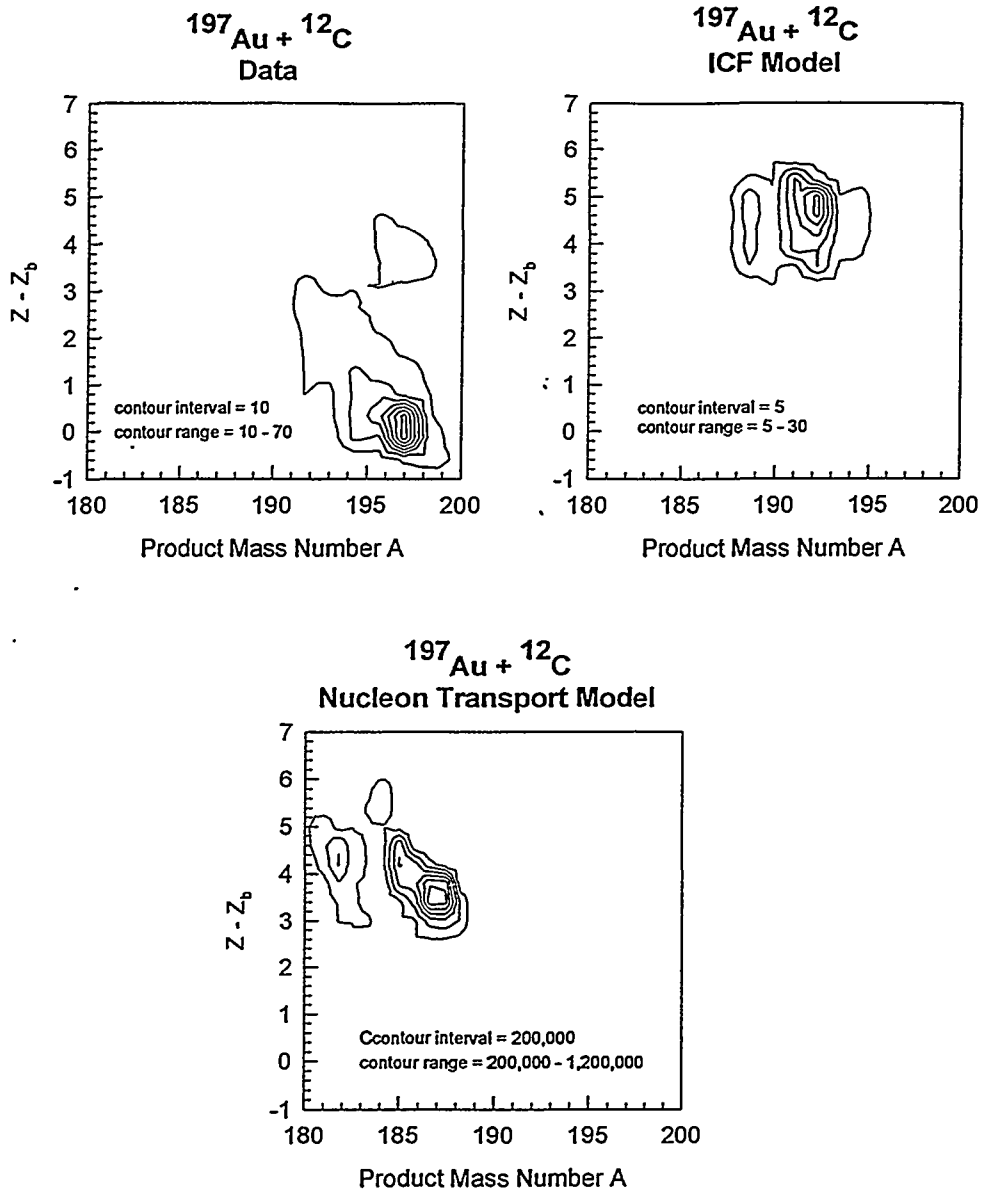 197Au + 12C
Data
7
6
5
4
3
2
1
0
-1
Z - Zb
contour interval = 10
contour range = 10 - 70
180 185 190 195 200
Product Mass Number A
197Au + 12C
ICF Model
7
6
5
4
3
2
1
0
-1
Z - Zb
contour interval = 5
contour range = 5 - 30
180 185 190 195 200
Product Mass Number A
197Au + 12C
Nucleon Transport Model
7
6
5
4
3
2
1
0
-1
Z - Zb
Ccontour interval = 200,000
contour range = 200,000 - 1,200,000
180 185 190 195 200
Product Mass Number A